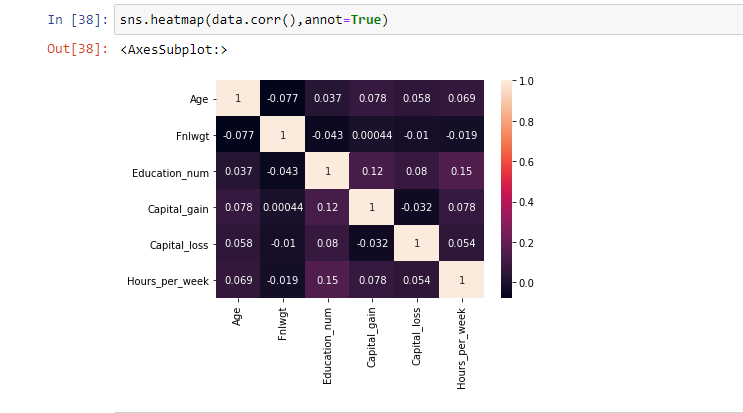 In [38]: sns.heatmap(data.corr(),annot=True)
Out[38]: <AxesSubplot:>
1.0
Age 1 -0.077 0.037 0.078 0.058 0.069
0.8
Fnlwgt -0.077 1 -0.043 0.00044 -0.01 -0.019
0.6
Education_num 0.037 -0.043 1 0.12 0.08 0.15
Capital_gain 0.078 0.00044 0.12 1 -0.032 0.078
0.4
Capital_loss 0.058 -0.01 0.08 -0.032 1 0.054
0.2
Hours_per_week 0.069 -0.019 0.15 0.078 0.054 1
0.0
Age
Fnlwgt
Education_num
Capital_gain
Capital_loss
Hours_per_week